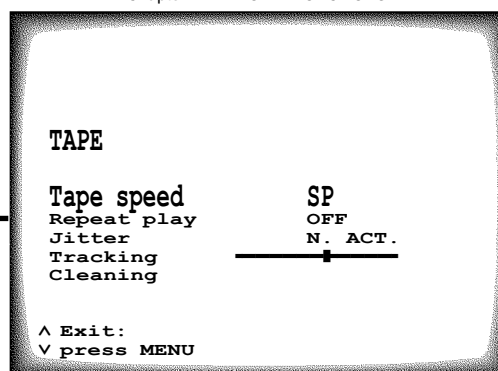 TAPE
Tape speed SP
Repeat play OFF
Jitter N. ACT.
Tracking
Cleaning
^ Exit:
v press MENU